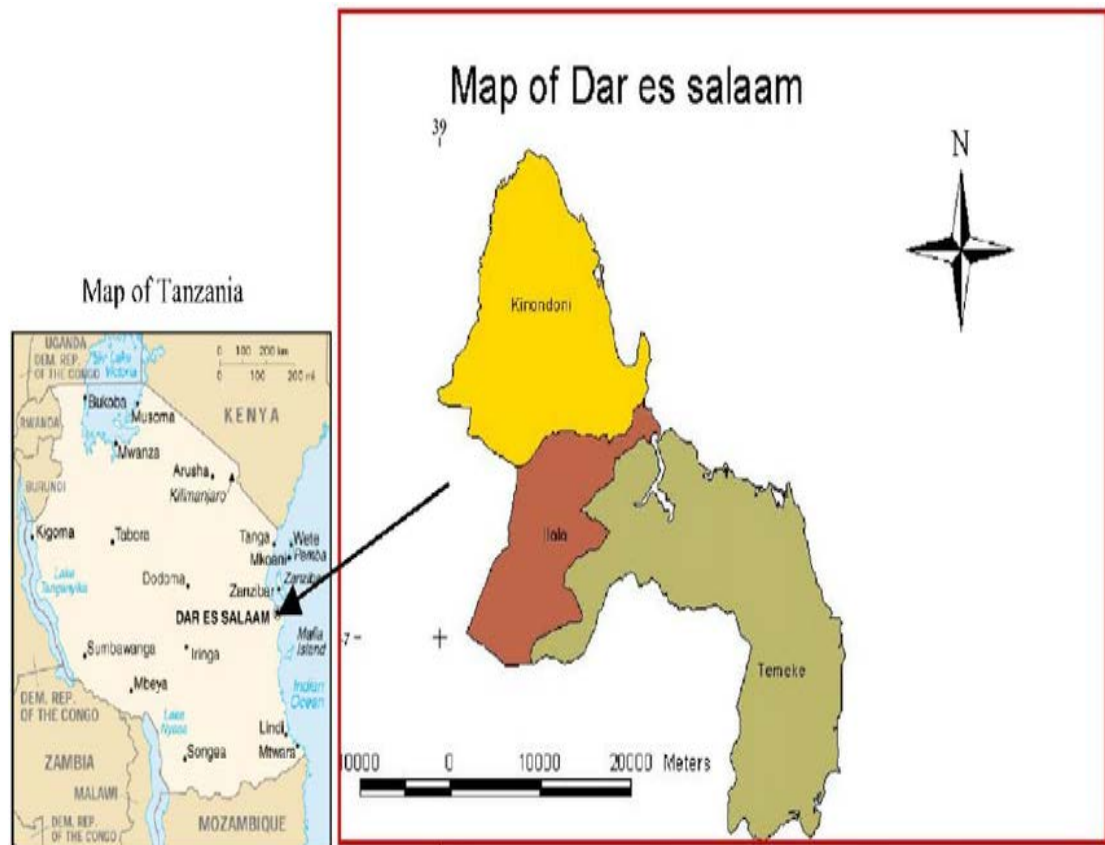 Map of Dar es salaam
39
N
Kinondoni
Ilala
Temeke
-7
10000 0 10000 20000 Meters
Map of Tanzania
UGANDA
DEM. REP.
OF THE CONGO
Lake
Victoria
0 100 200 km
0 100 200 mi
RWANDA
Bukoba
Musoma
KENYA
Mwanza
BURUNDI
Arusha
Kilimanjaro
Kigoma
Tabora
Tanga
Wete
Pemba
Mkoani
Lake
Tanganyika
Dodoma
Zanzibar
Zanzibar
DAR ES SALAAM
Mafia
Island
Sumbawanga
Iringa
Mbeya
Indian
Ocean
DEM. REP.
OF THE CONGO
Lake
Nyasa
Lindi
Songea
Mtwara
ZAMBIA
MALAWI
MOZAMBIQUE
DEM. REP.
OF THE CONGO